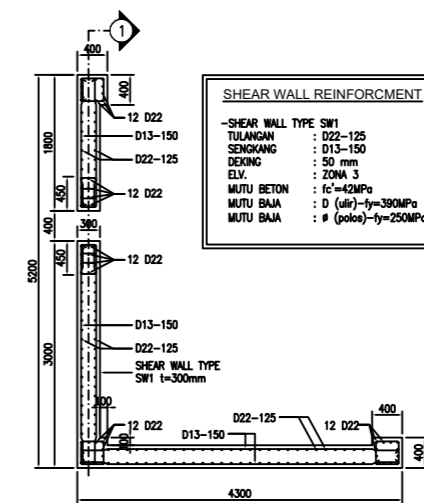 1
400
400
12 D22
1800
D13-150
D22-125
450
12 D22
400
300
5200
450
12 D22
3000
D13-150
D22-125
SHEAR WALL TYPE
SW1 t=300mm
12 D22
D13-150
D22-125
12 D22
400
400
4300
SHEAR WALL REINFORCMENT
-SHEAR WALL TYPE SW1
TULANGAN : D22-125
SENGKANG : D13-150
DEKING : 50 mm
ELV. : ZONA 3
MUTU BETON : fc'=42MPa
MUTU BAJA : D (ulir)-fy=390MPa
MUTU BAJA : ø (polos)-fy=250MPa